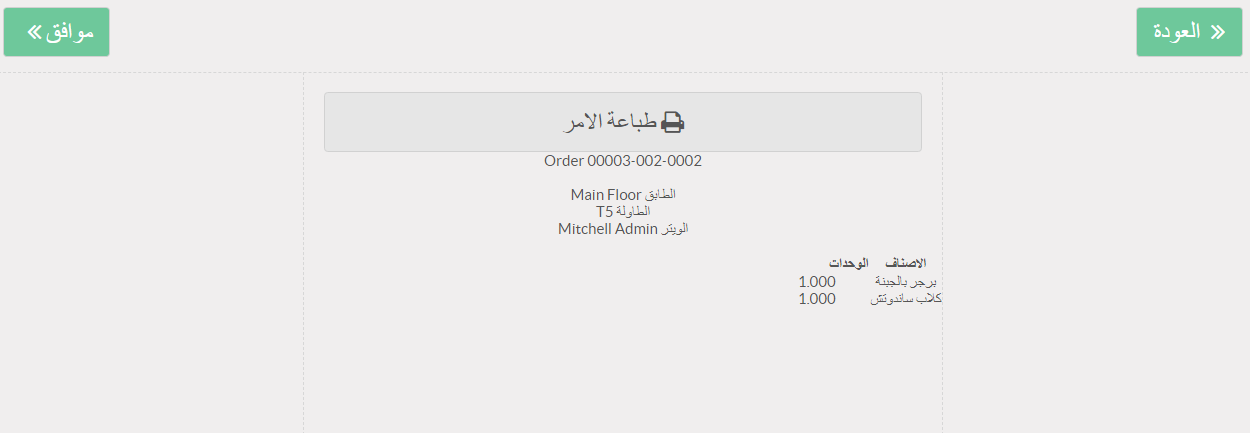 العودة
موافق
طباعة الامر
Order 00003-002-0002
الطابق Main Floor
الطاولة T5
الويتر Mitchell Admin
الاصناف الوحدات
برجر بالجبنة 1.000
كلاب ساندوتش 1.000